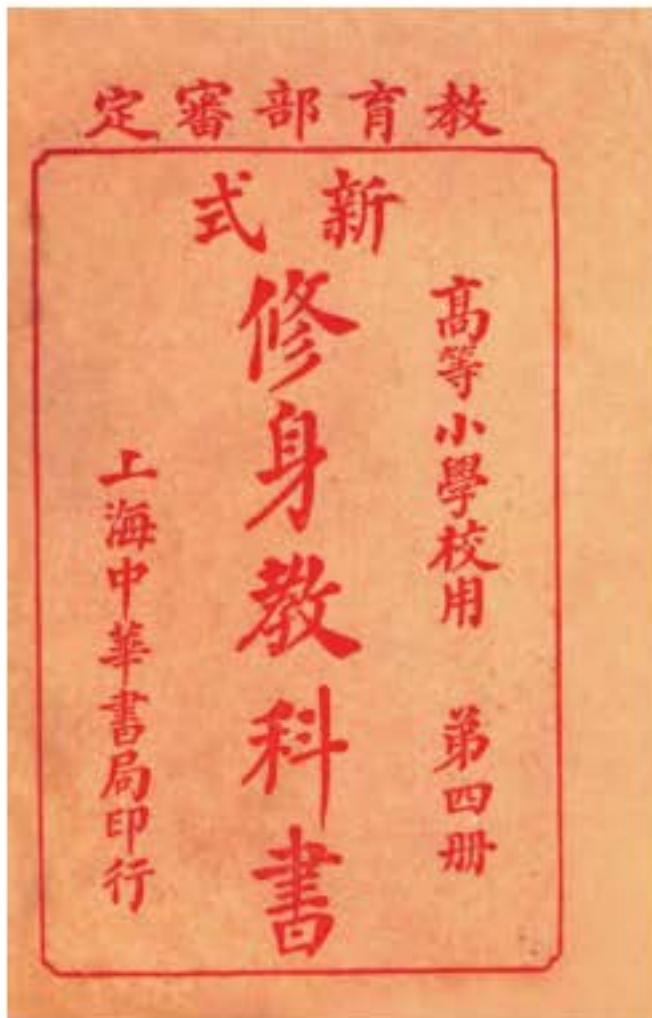 教育部審定
新式
高等小學校用 第四册
修身教科書
上海中華書局印行